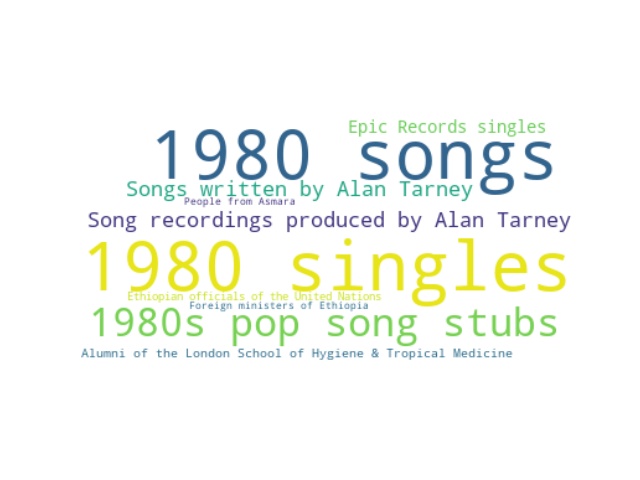 Epic Records singles
1980 songs
Songs written by Alan Tarney
People from Asmara
Song recordings produced by Alan Tarney
1980 singles
Ethiopian officials of the United Nations
Foreign ministers of Ethiopia
1980s pop song stubs
Alumni of the London School of Hygiene & Tropical Medicine